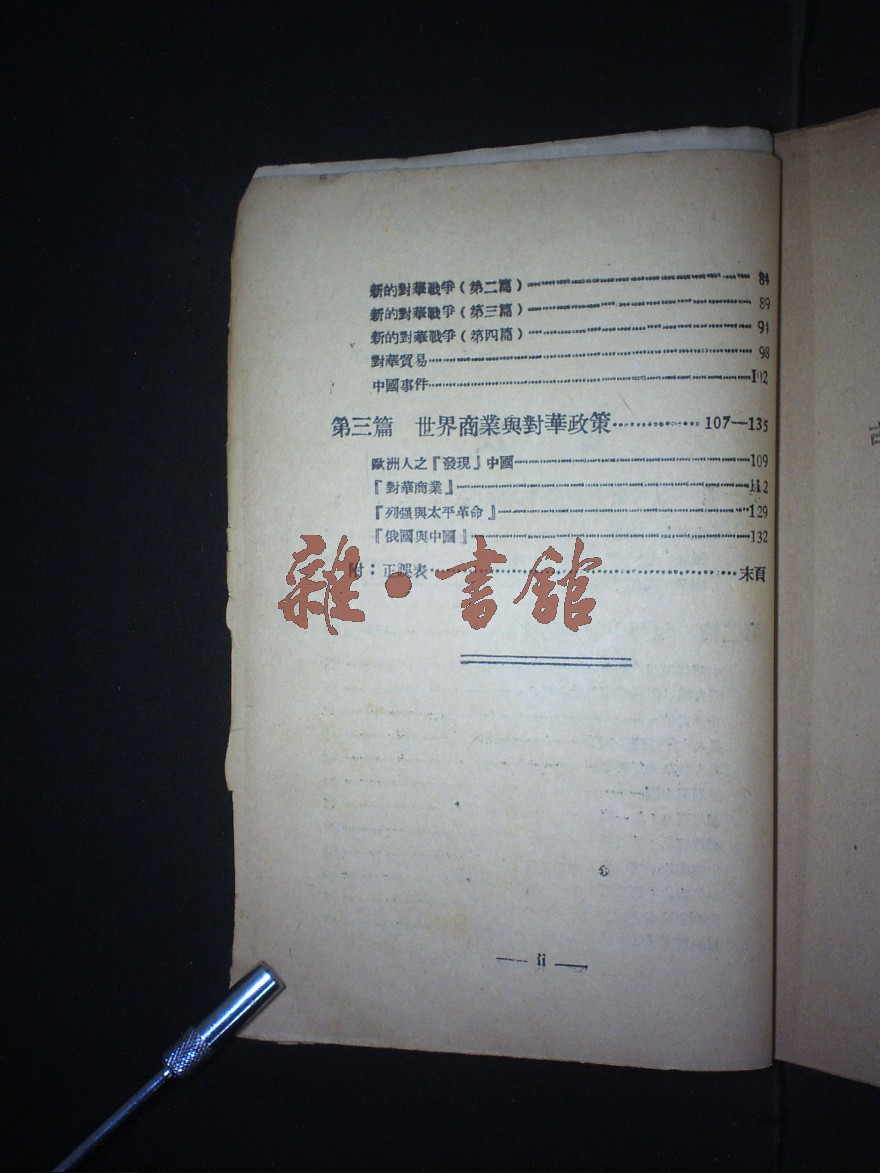 新的對華戰爭(第二篇)……84
新的對華戰爭(第三篇)……89
新的對華戰爭(第四篇)……94
對華貿易……98
中國事件……102
第三篇　世界商業與對華政策……107—135
歐洲人之『發現』中國……109
『對華商業』……112
『列强與太平革命』……129
『俄國與中國』……132
附：正誤表……末頁
雜•書館
— ii —